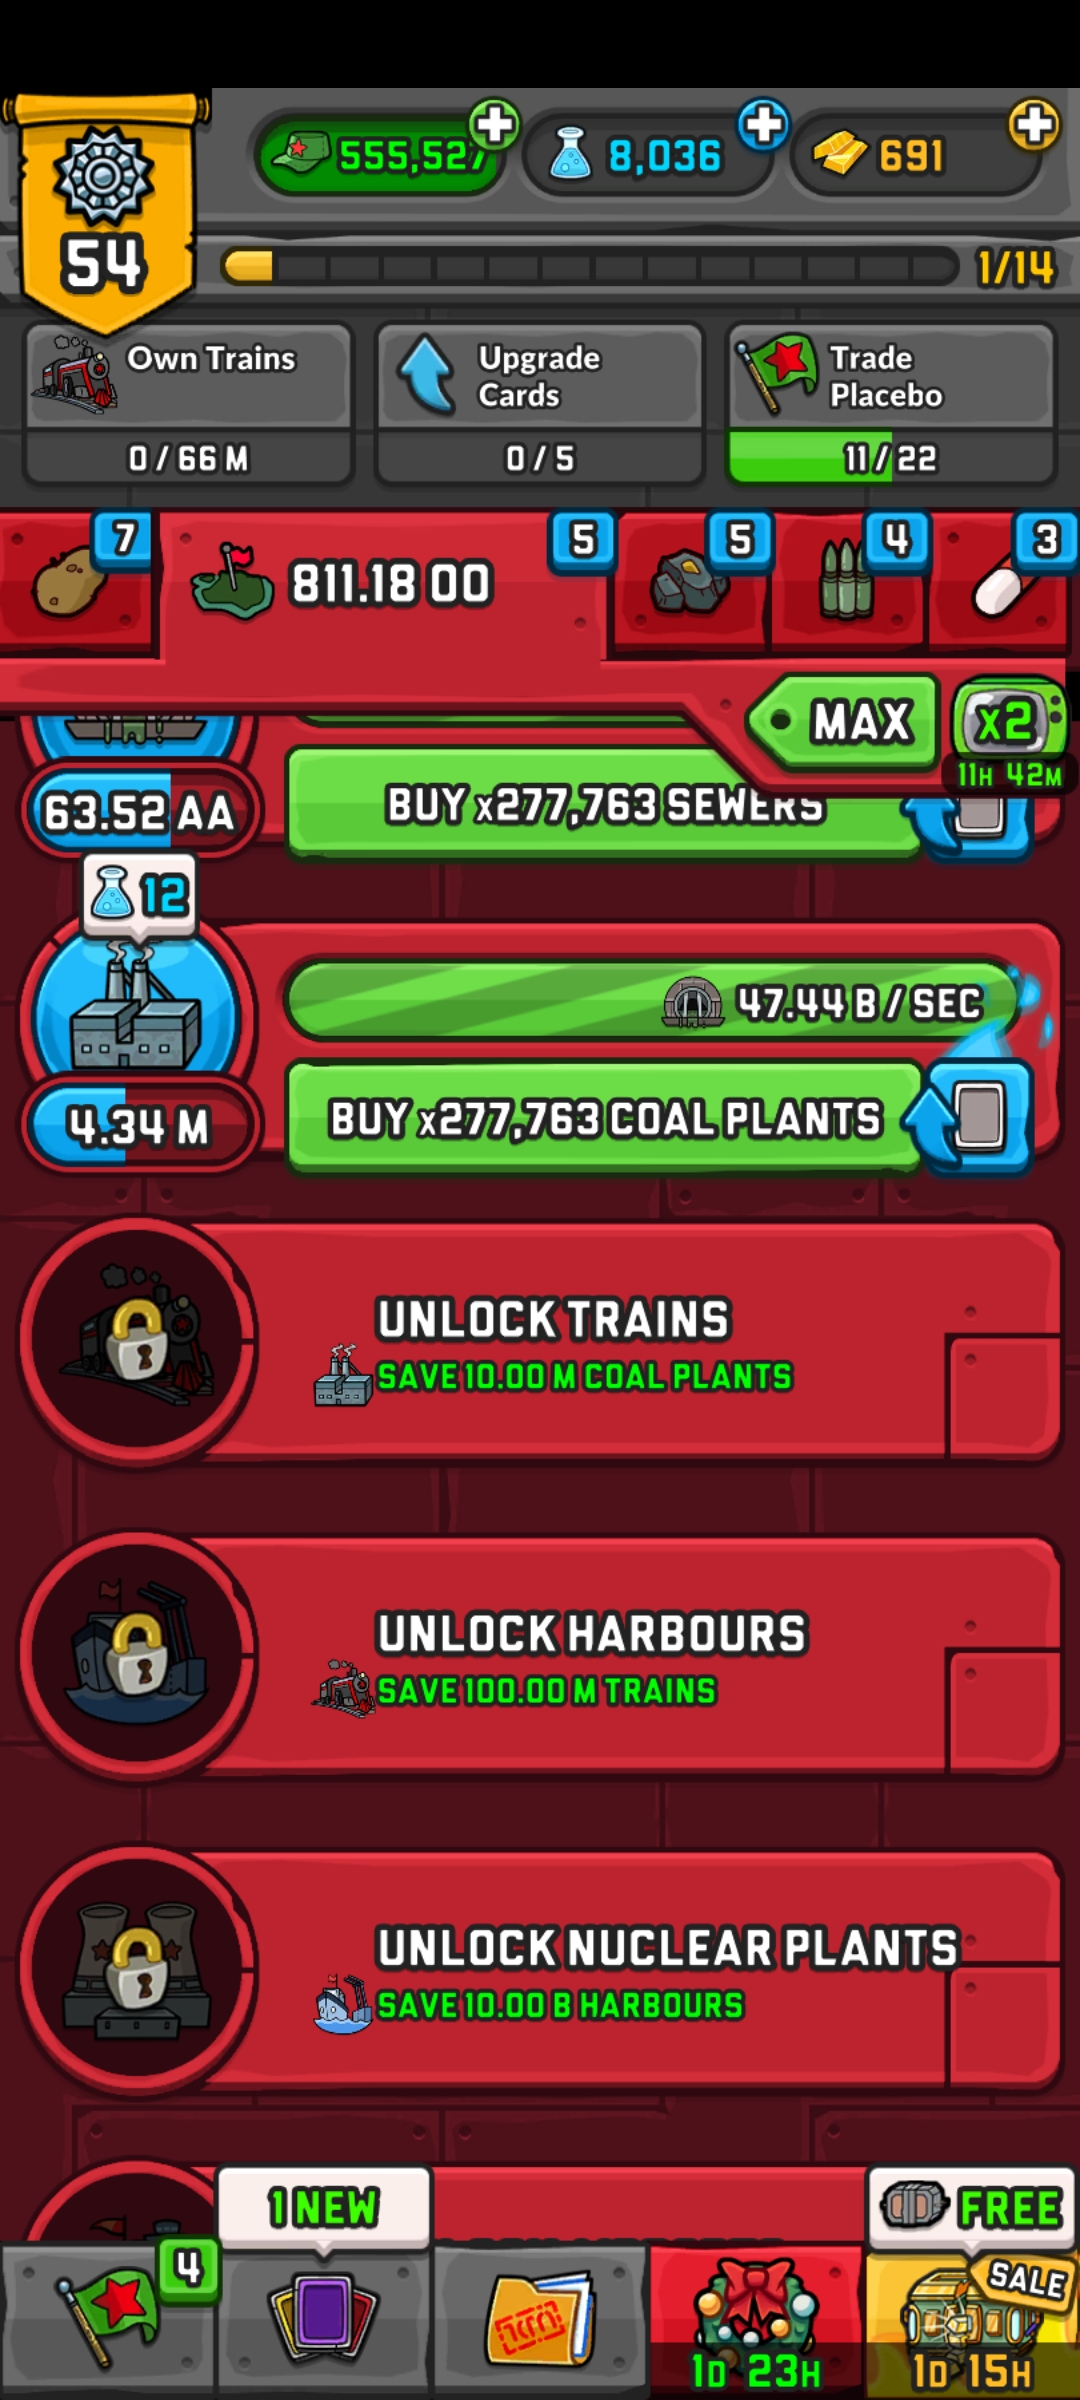 555,527
8,036
691
54
1/14
Own Trains
0 / 66 M
Upgrade
Cards
0 / 5
Trade
Placebo
11 / 22
7
811.18 OO
5
5
4
3
MAX
x2
11H 42M
63.52 AA
BUY x277,763 SEWERS
12
47.44 B / SEC
4.34 M
BUY x277,763 COAL PLANTS
UNLOCK TRAINS
SAVE 10.00 M COAL PLANTS
UNLOCK HARBOURS
SAVE 100.00 M TRAINS
UNLOCK NUCLEAR PLANTS
SAVE 10.00 B HARBOURS
1 NEW
FREE
4
SALE
1D 23H
1D 15H